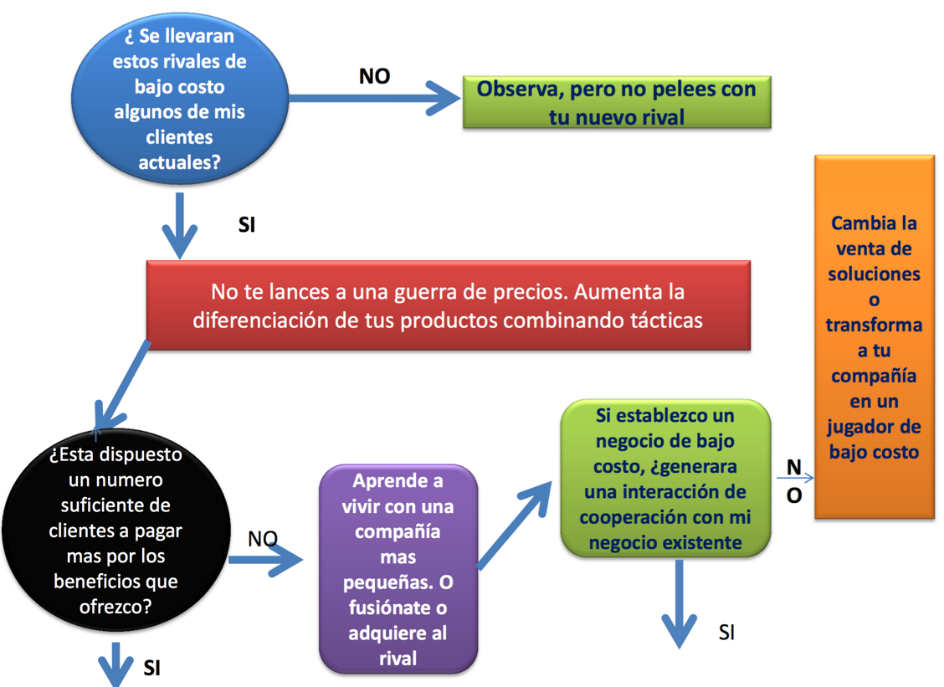 ¿ Se llevaran
estos rivales de
bajo costo
algunos de mis
clientes
actuales?
NO
Observa, pero no pelees con
tu nuevo rival
SI
No te lances a una guerra de precios. Aumenta la
diferenciación de tus productos combinando tácticas
¿Esta dispuesto
un numero
suficiente de
clientes a pagar
mas por los
beneficios que
ofrezco?
NO
SI
Aprende a
vivir con una
compañía
mas
pequeñas. O
fusiónate o
adquiere al
rival
Si establezco un
negocio de bajo
costo, ¿generara
una interacción de
cooperación con mi
negocio existente
N
O
SI
Cambia la
venta de
soluciones
o
transforma
a tu
compañía
en un
jugador de
bajo costo